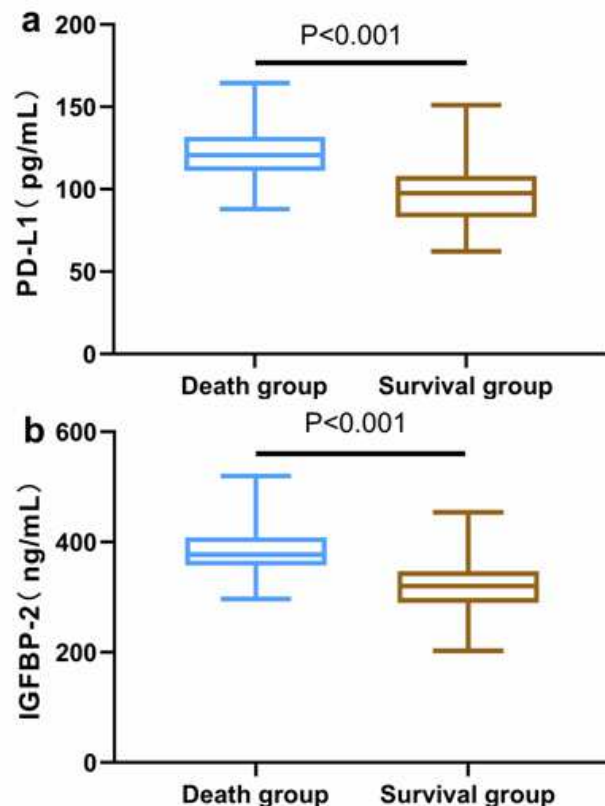 a
P<0.001
PD-L1( pg/mL)
200
150
100
50
0
Death group Survival group
b
P<0.001
IGFBP-2( ng/mL)
600
400
200
0
Death group Survival group